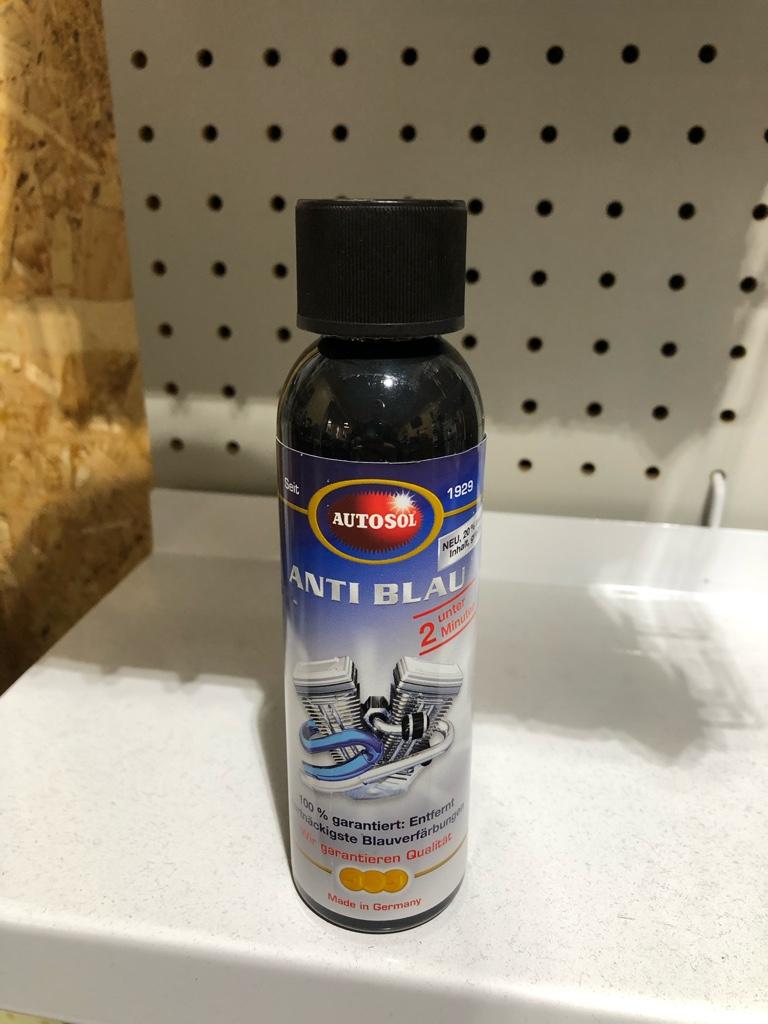 Seit
1929
AUTOSOL
NEU, 20 %
Inhalt,
ANTI BLAU
2 unter
Minuten
100 % garantiert: Entfernt
Blauverfärbungen
Wir garantieren Qualität
Made in Germany